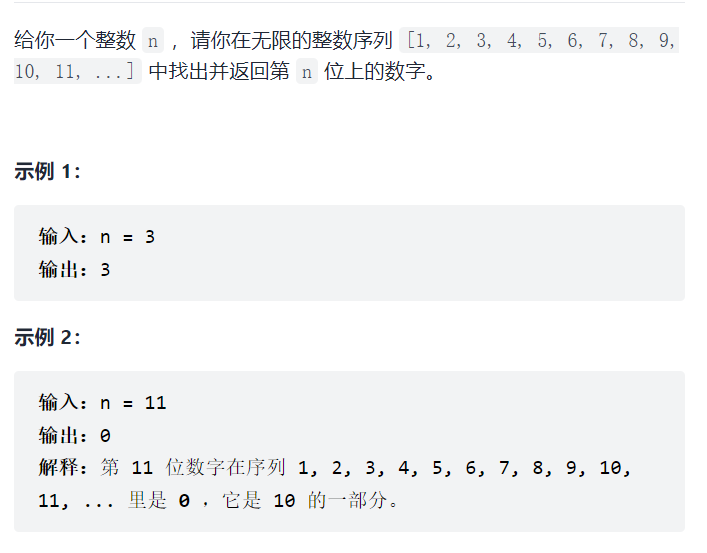 给你一个整数 n ，请你在无限的整数序列 [1, 2, 3, 4, 5, 6, 7, 8, 9,
10, 11, ...] 中找出并返回第 n 位上的数字。
示例 1：
输入：n = 3
输出：3
示例 2：
输入：n = 11
输出：0
解释：第 11 位数字在序列 1, 2, 3, 4, 5, 6, 7, 8, 9, 10,
11, ... 里是 0 ，它是 10 的一部分。